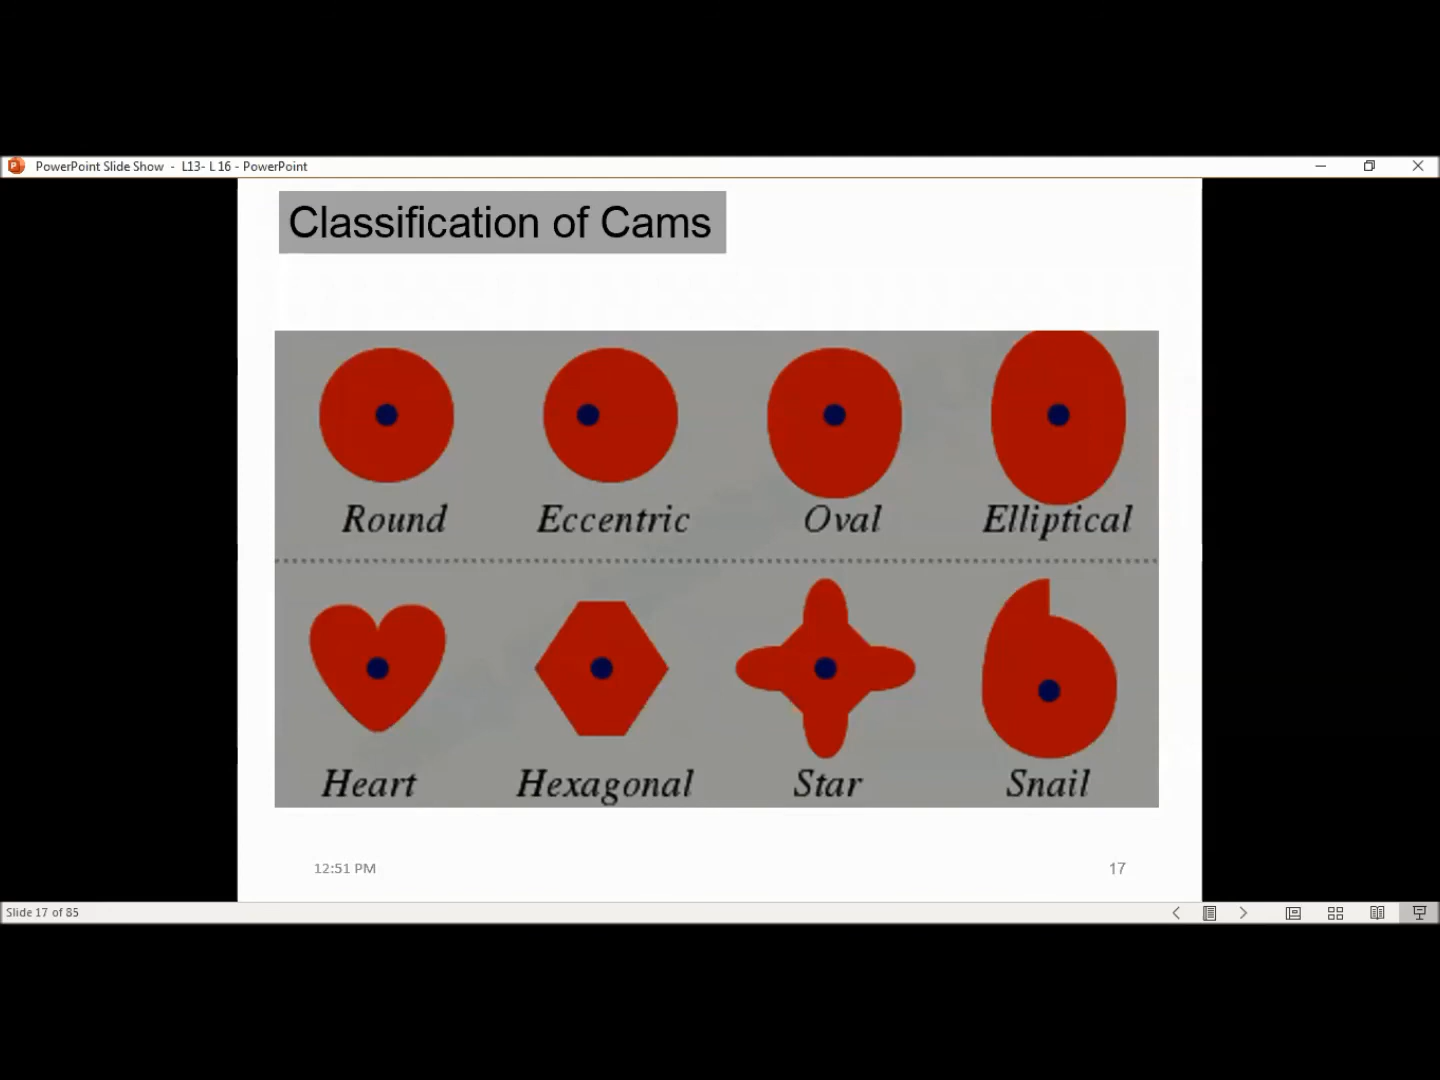 PowerPoint Slide Show - L13- L 16 - PowerPoint
Classification of Cams
Round Eccentric Oval Elliptical
Heart Hexagonal Star Snail
12:51 PM 17
Slide 17 of 85